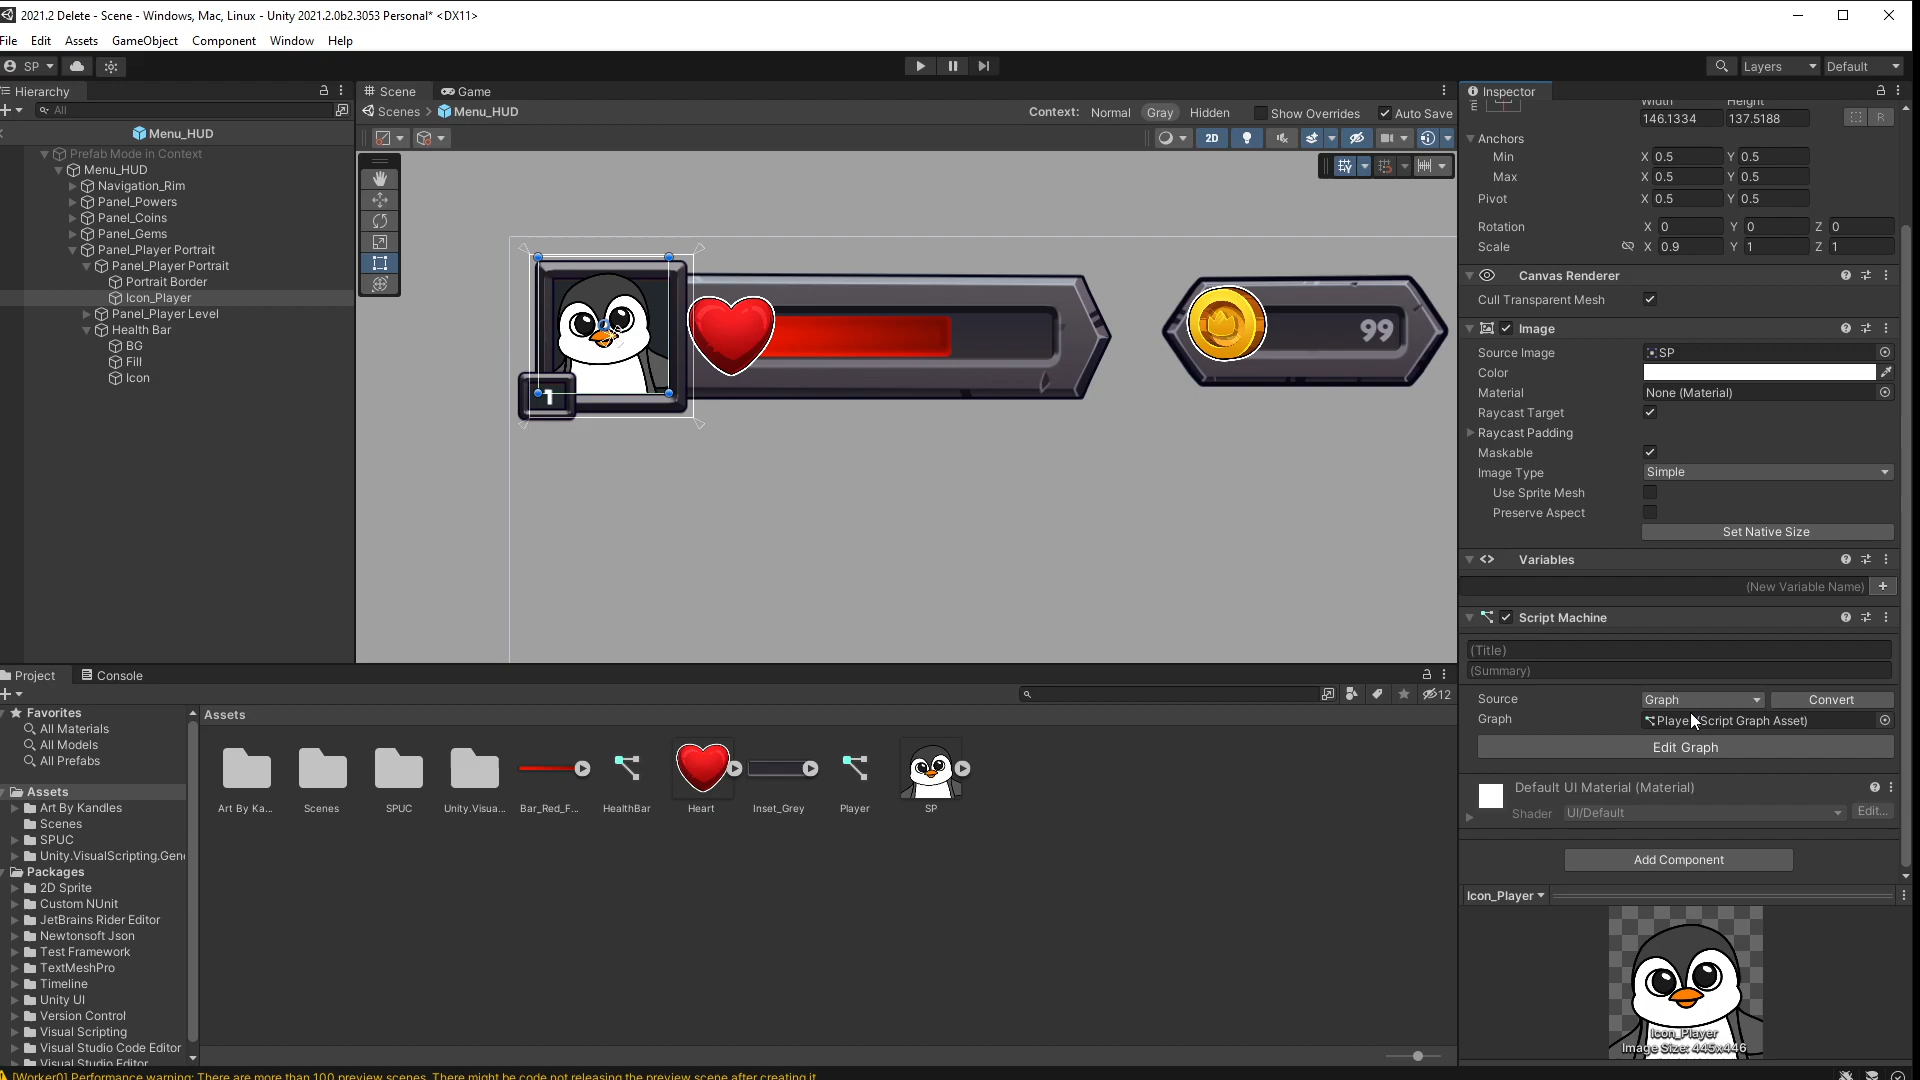 2021.2 Delete - Scene - Windows, Mac, Linux - Unity 2021.2.0b2.3053 Personal* <DX11>
File Edit Assets GameObject Component Window Help
SP
Layers Default
Hierarchy
All
Menu_HUD
Prefab Mode in Context
Menu_HUD
Navigation_Rim
Panel_Powers
Panel_Coins
Panel_Gems
Panel_Player Portrait
Panel_Player Portrait
Portrait Border
Icon_Player
Panel_Player Level
Health Bar
BG
Fill
Icon
Scene Game
Scenes Menu_HUD
Context: Normal Gray Hidden Show Overrides Auto Save
2D
1
99
Inspector
Width Height
146.1334 137.5188
R
Anchors
Min X 0.5 Y 0.5
Max X 0.5 Y 0.5
Pivot X 0.5 Y 0.5
Rotation X 0 Y 0 Z 0
Scale X 0.9 Y 1 Z 1
Canvas Renderer
Cull Transparent Mesh
Image
Source Image SP
Color
Material None (Material)
Raycast Target
Raycast Padding
Maskable
Image Type Simple
Use Sprite Mesh
Preserve Aspect
Set Native Size
Variables
(New Variable Name)
Script Machine
(Title)
(Summary)
Source Graph Convert
Graph Playe Script Graph Asset)
Edit Graph
Default UI Material (Material)
Shader UI/Default Edit...
Add Component
Icon_Player
Icon_Player
Image Size: 445x446
Project Console
12
Favorites
All Materials
All Models
All Prefabs
Assets
Art By Kandles
Scenes
SPUC
Unity.VisualScripting.Gene
Packages
2D Sprite
Custom NUnit
JetBrains Rider Editor
Newtonsoft Json
Test Framework
TextMeshPro
Timeline
Unity UI
Version Control
Visual Scripting
Visual Studio Code Editor
Visual Studio Editor
Assets
Art By Ka... Scenes SPUC Unity.Visua... Bar_Red_F... HealthBar Heart Inset_Grey Player SP
[Worker0] Performance warning: There are more than 100 preview scenes. There might be code not releasing the preview scene after creating it.